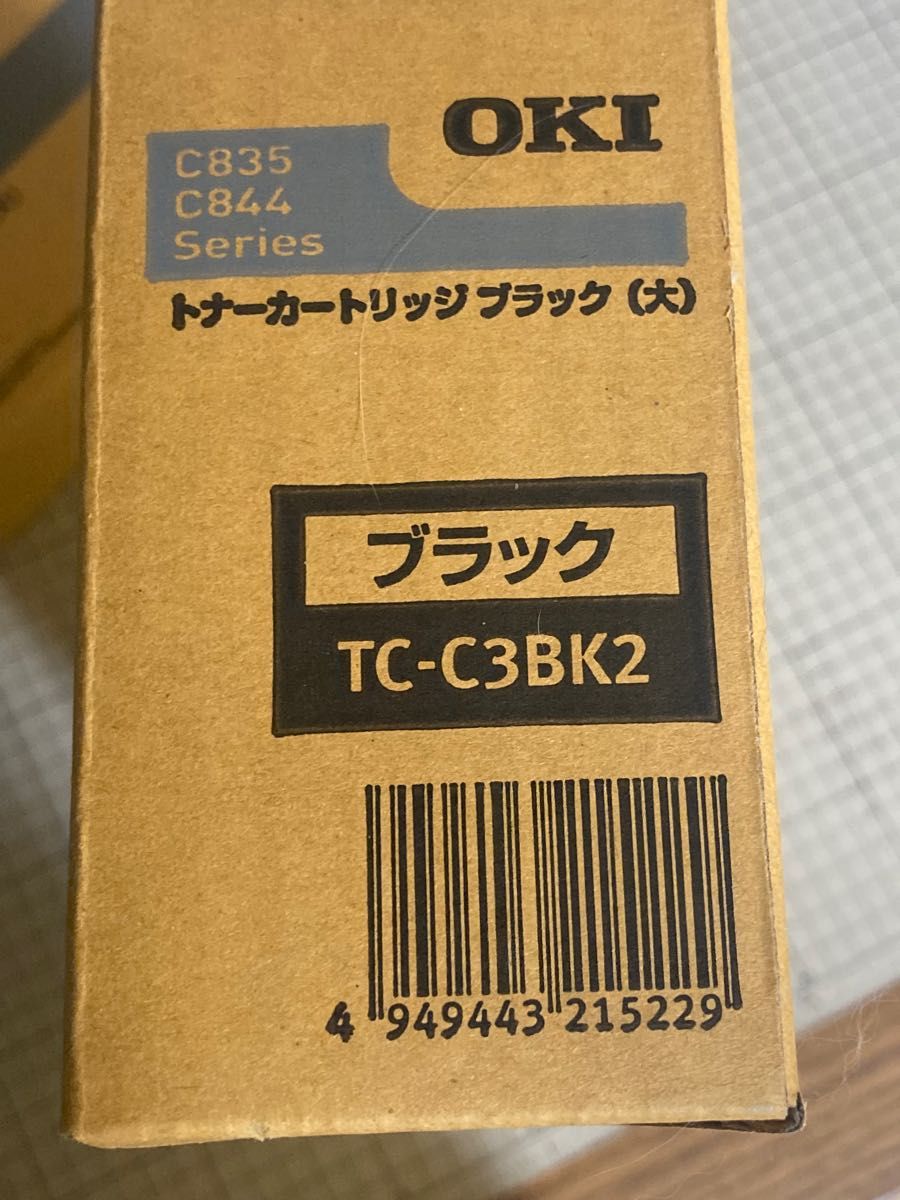 OKI
C835
C844
Series
トナーカートリッジ ブラック (大)
ブラック
TC-C3BK2
4 949443 215229